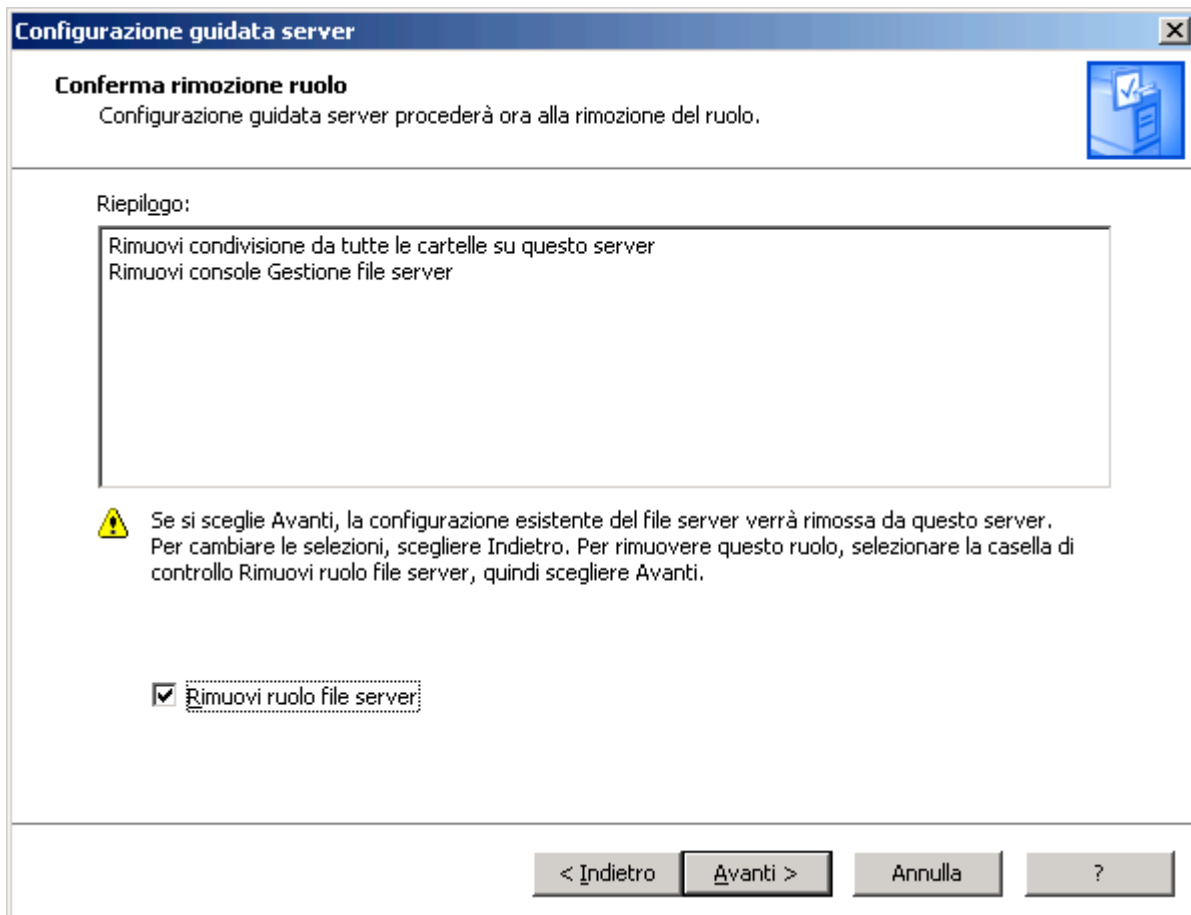 Configurazione guidata server
Conferma rimozione ruolo
Configurazione guidata server procederà ora alla rimozione del ruolo.
Riepilogo:
Rimuovi condivisione da tutte le cartelle su questo server
Rimuovi console Gestione file server
Se si sceglie Avanti, la configurazione esistente del file server verrà rimossa da questo server.
Per cambiare le selezioni, scegliere Indietro. Per rimuovere questo ruolo, selezionare la casella di
controllo Rimuovi ruolo file server, quindi scegliere Avanti.
Rimuovi ruolo file server
< Indietro Avanti > Annulla ?